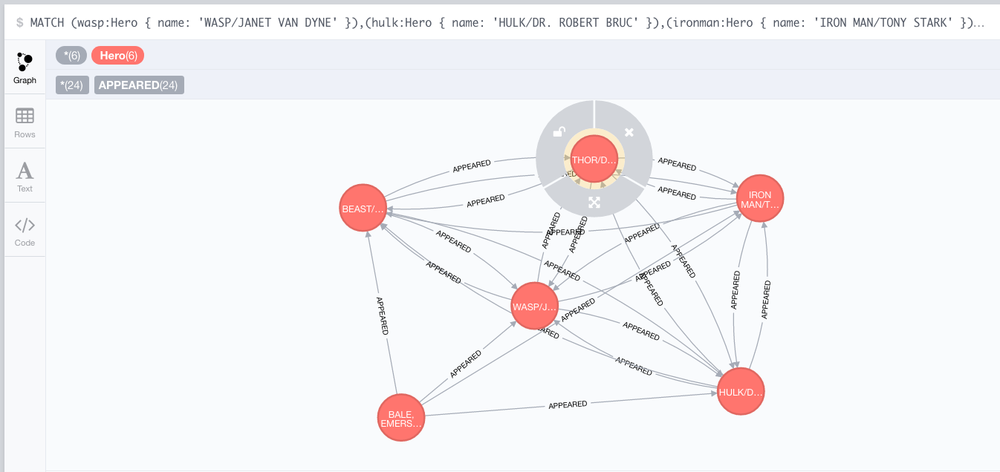 $ MATCH (wasp:Hero { name: 'WASP/JANET VAN DYNE' }),(hulk:Hero { name: 'HULK/DR. ROBERT BRUC' }),(ironman:Hero { name: 'IRON MAN/TONY STARK' })…
Graph
*(6) Hero(6)
*(24) APPEARED(24)
Rows
A
Text
</>
Code
THOR/D…
APPEARED
APPEARED
BEAST/…
APPEARED
APPEARED
IRON
MAN/T…
APPEARED
APPEARED
APPEARED
APPEARED
APPEARED
APPEARED
APPEARED
APPEARED
APPEARED
APPEARED
APPEARED
APPEARED
APPEARED
WASP/J…
APPEARED
APPEARED
APPEARED
ARED
APPEARED
APPEARED
APPEARED
HULK/D…
BALE,
EMERS…
APPEARED